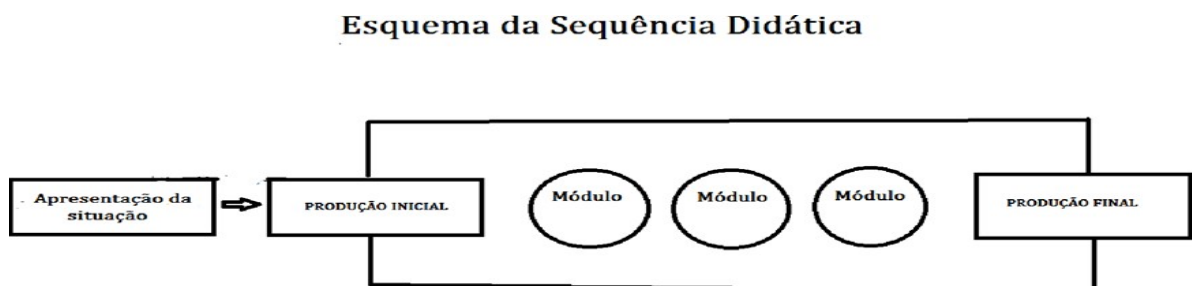 Esquema da Sequência Didática
Apresentação da
situação
PRODUÇÃO INICIAL
Módulo
Módulo
Módulo
PRODUÇÃO FINAL